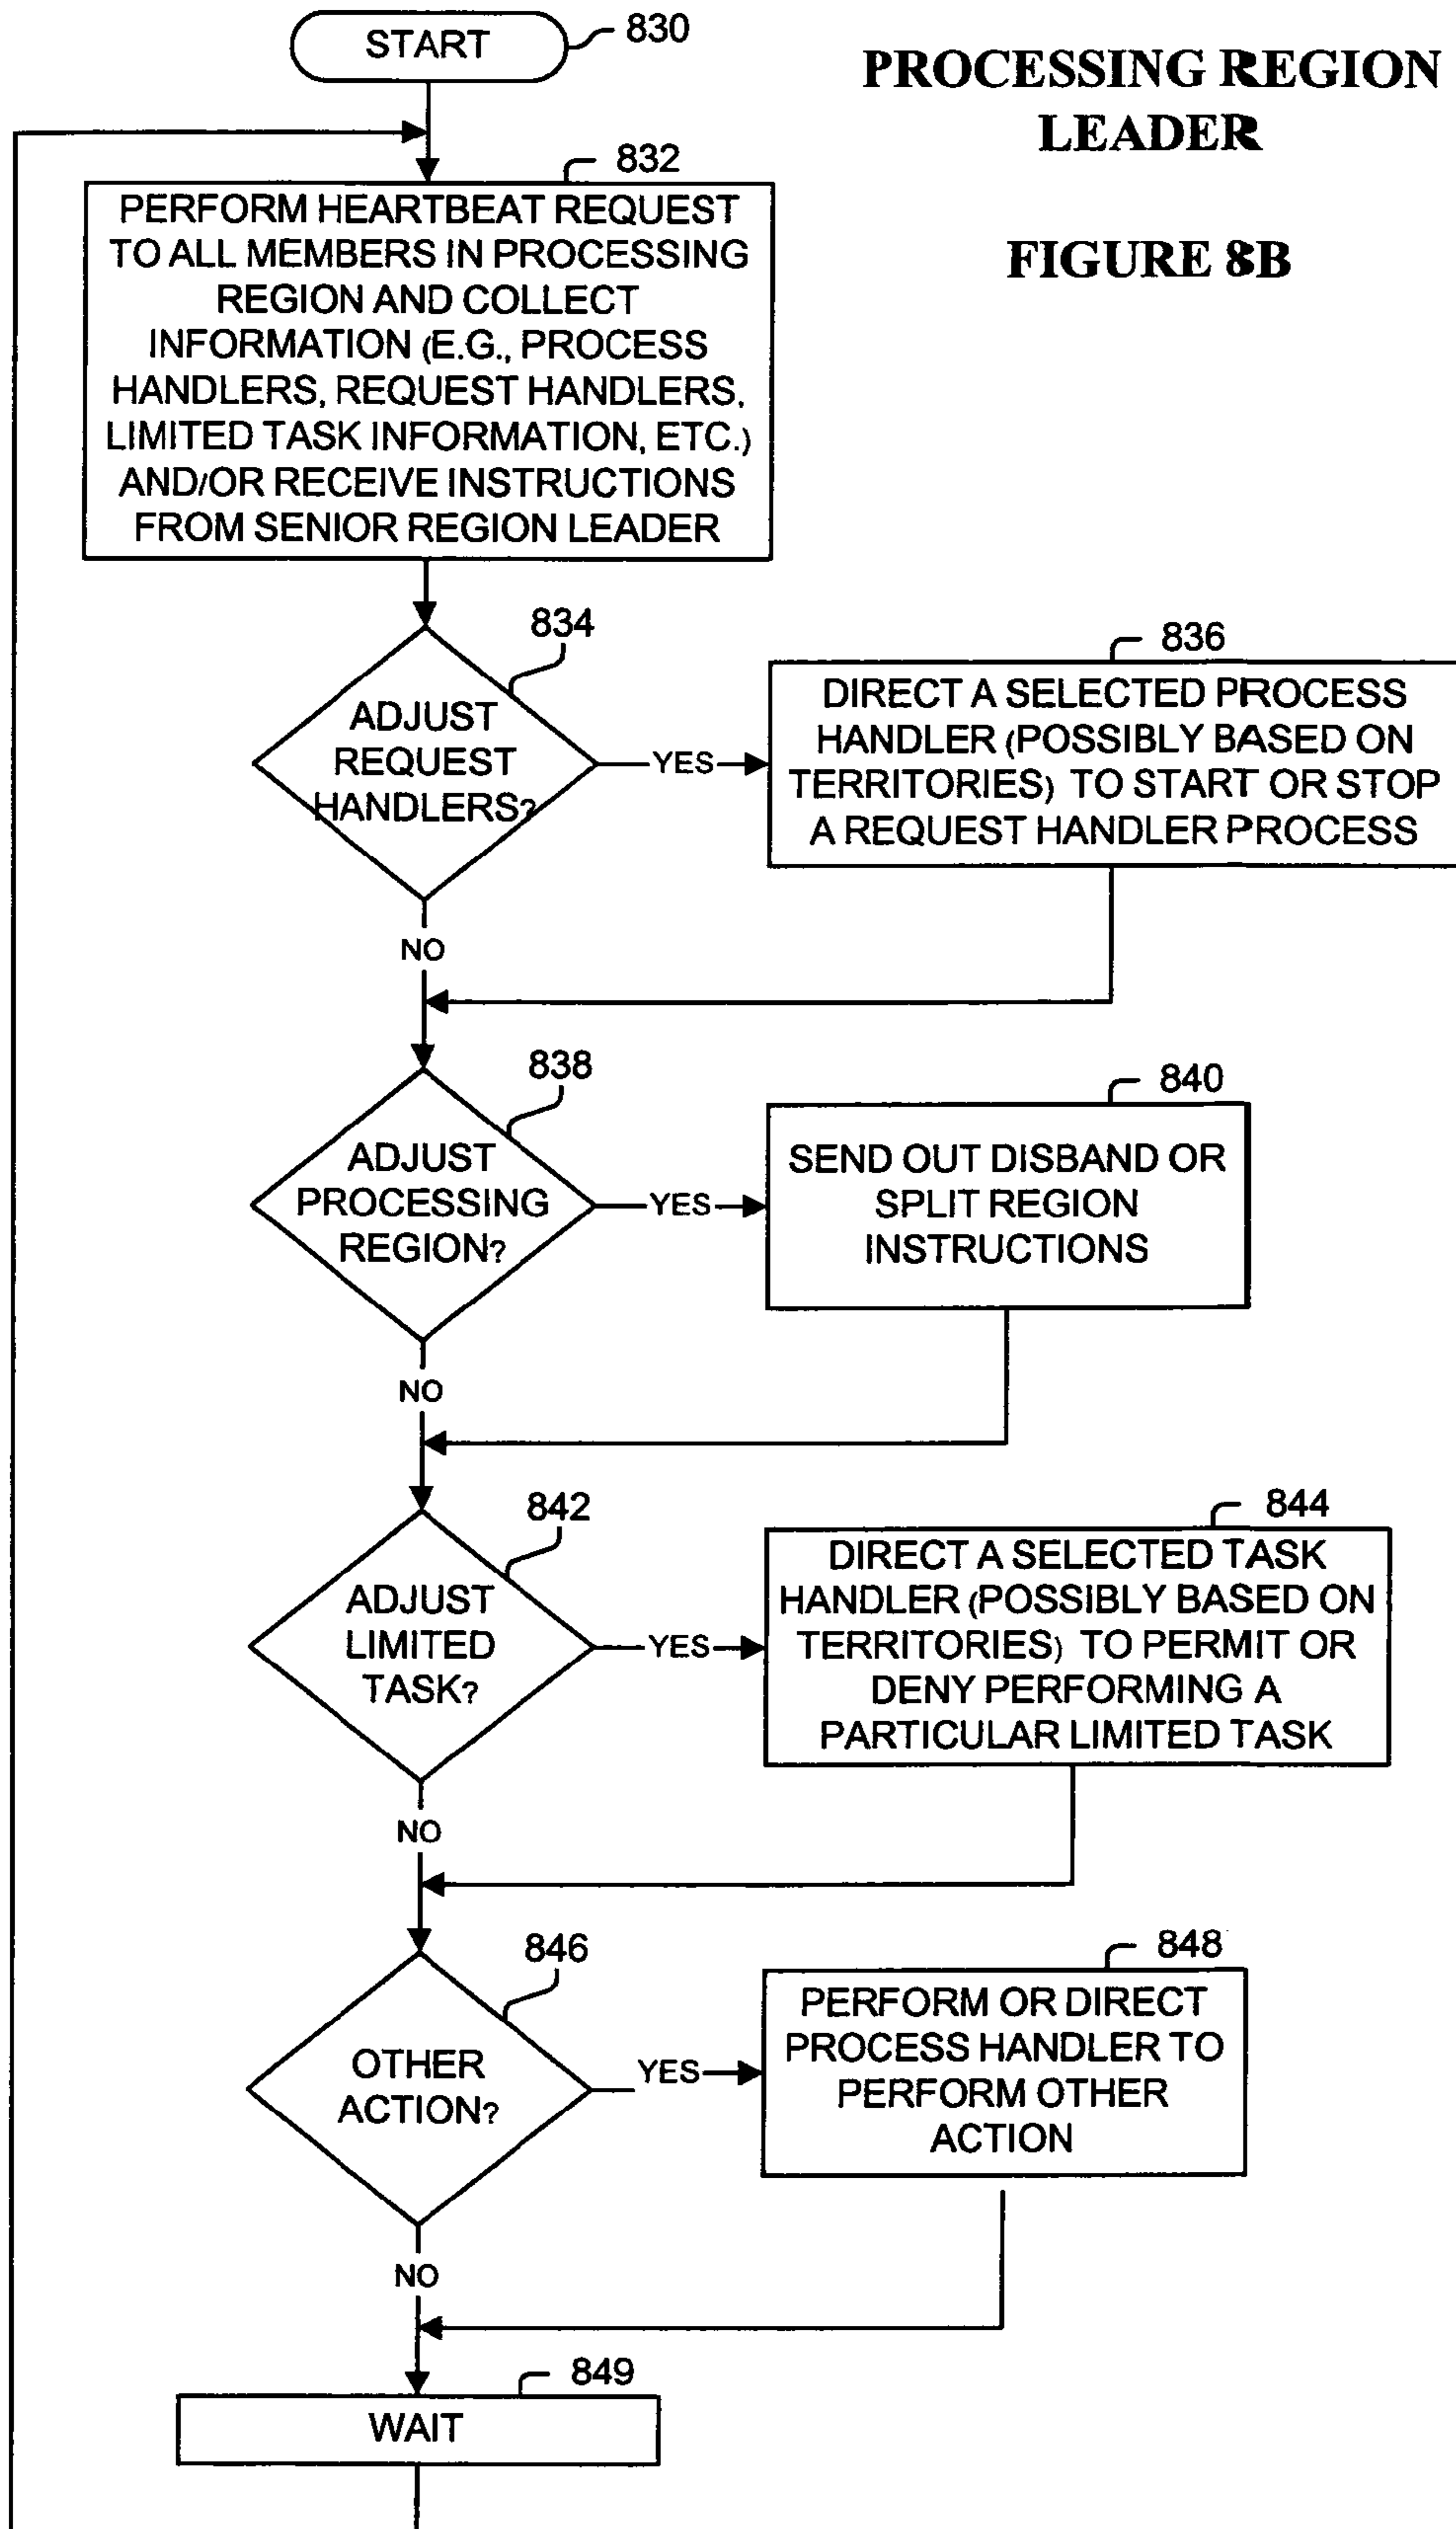 START
830
PROCESSING REGION
LEADER
FIGURE 8B
832
PERFORM HEARTBEAT REQUEST
TO ALL MEMBERS IN PROCESSING
REGION AND COLLECT
INFORMATION (E.G., PROCESS
HANDLERS, REQUEST HANDLERS,
LIMITED TASK INFORMATION, ETC.)
AND/OR RECEIVE INSTRUCTIONS
FROM SENIOR REGION LEADER
834
ADJUST
REQUEST
HANDLERS?
YES
836
DIRECT A SELECTED PROCESS
HANDLER (POSSIBLY BASED ON
TERRITORIES) TO START OR STOP
A REQUEST HANDLER PROCESS
NO
838
ADJUST
PROCESSING
REGION?
YES
840
SEND OUT DISBAND OR
SPLIT REGION
INSTRUCTIONS
NO
842
ADJUST
LIMITED
TASK?
YES
844
DIRECT A SELECTED TASK
HANDLER (POSSIBLY BASED ON
TERRITORIES) TO PERMIT OR
DENY PERFORMING A
PARTICULAR LIMITED TASK
NO
846
OTHER
ACTION?
YES
848
PERFORM OR DIRECT
PROCESS HANDLER TO
PERFORM OTHER
ACTION
NO
849
WAIT